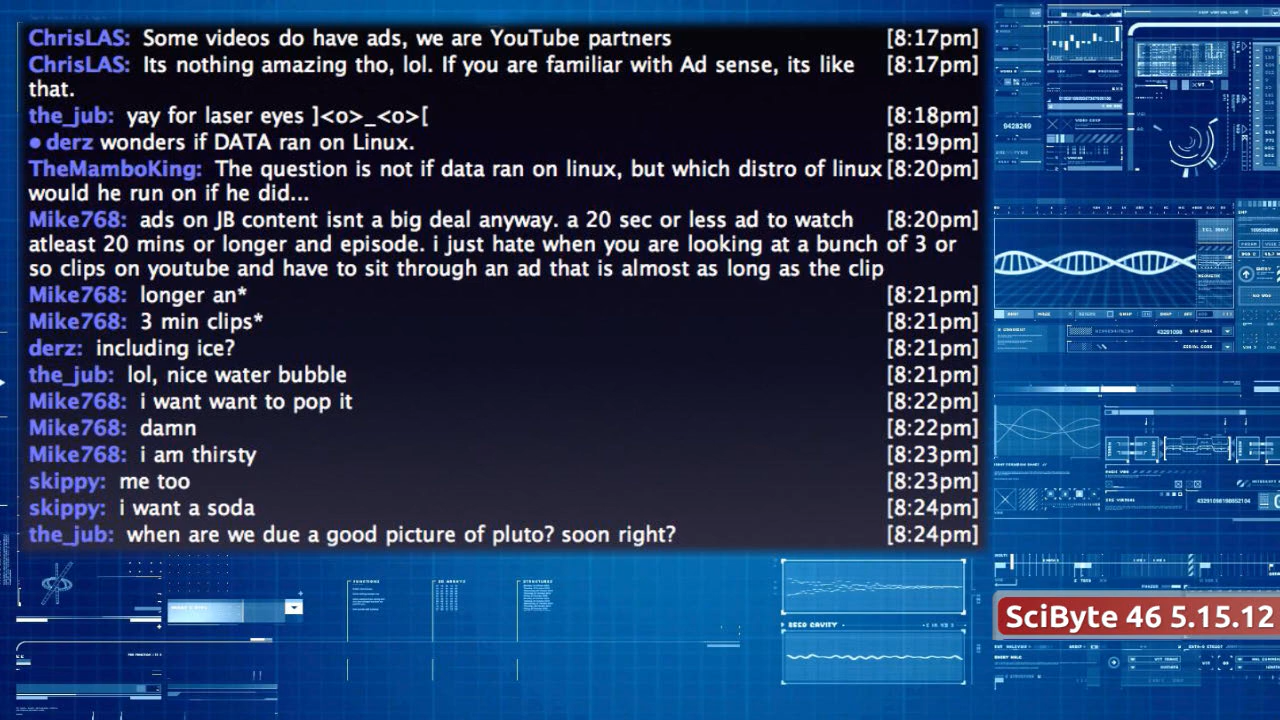 ChrisLAS: Some videos do have ads, we are YouTube partners [8:17pm]
ChrisLAS: Its nothing amazing tho, lol. If you are familiar with Ad sense, its like [8:17pm]
that.
the_jub: yay for laser eyes ]<o>_<o>[ [8:18pm]
• derz wonders if DATA ran on Linux. [8:19pm]
TheMamboKing: The question is not if data ran on linux, but which distro of linux [8:20pm]
would he run on if he did...
Mike768: ads on JB content isnt a big deal anyway. a 20 sec or less ad to watch [8:20pm]
atleast 20 mins or longer and episode. i just hate when you are looking at a bunch of 3 or
so clips on youtube and have to sit through an ad that is almost as long as the clip
Mike768: longer an* [8:21pm]
Mike768: 3 min clips* [8:21pm]
derz: including ice? [8:21pm]
the_jub: lol, nice water bubble [8:21pm]
Mike768: i want want to pop it [8:22pm]
Mike768: damn [8:22pm]
Mike768: i am thirsty [8:23pm]
skippy: me too [8:23pm]
skippy: i want a soda [8:24pm]
the_jub: when are we due a good picture of pluto? soon right? [8:24pm]
9428249
SciByte 46 5.15.12